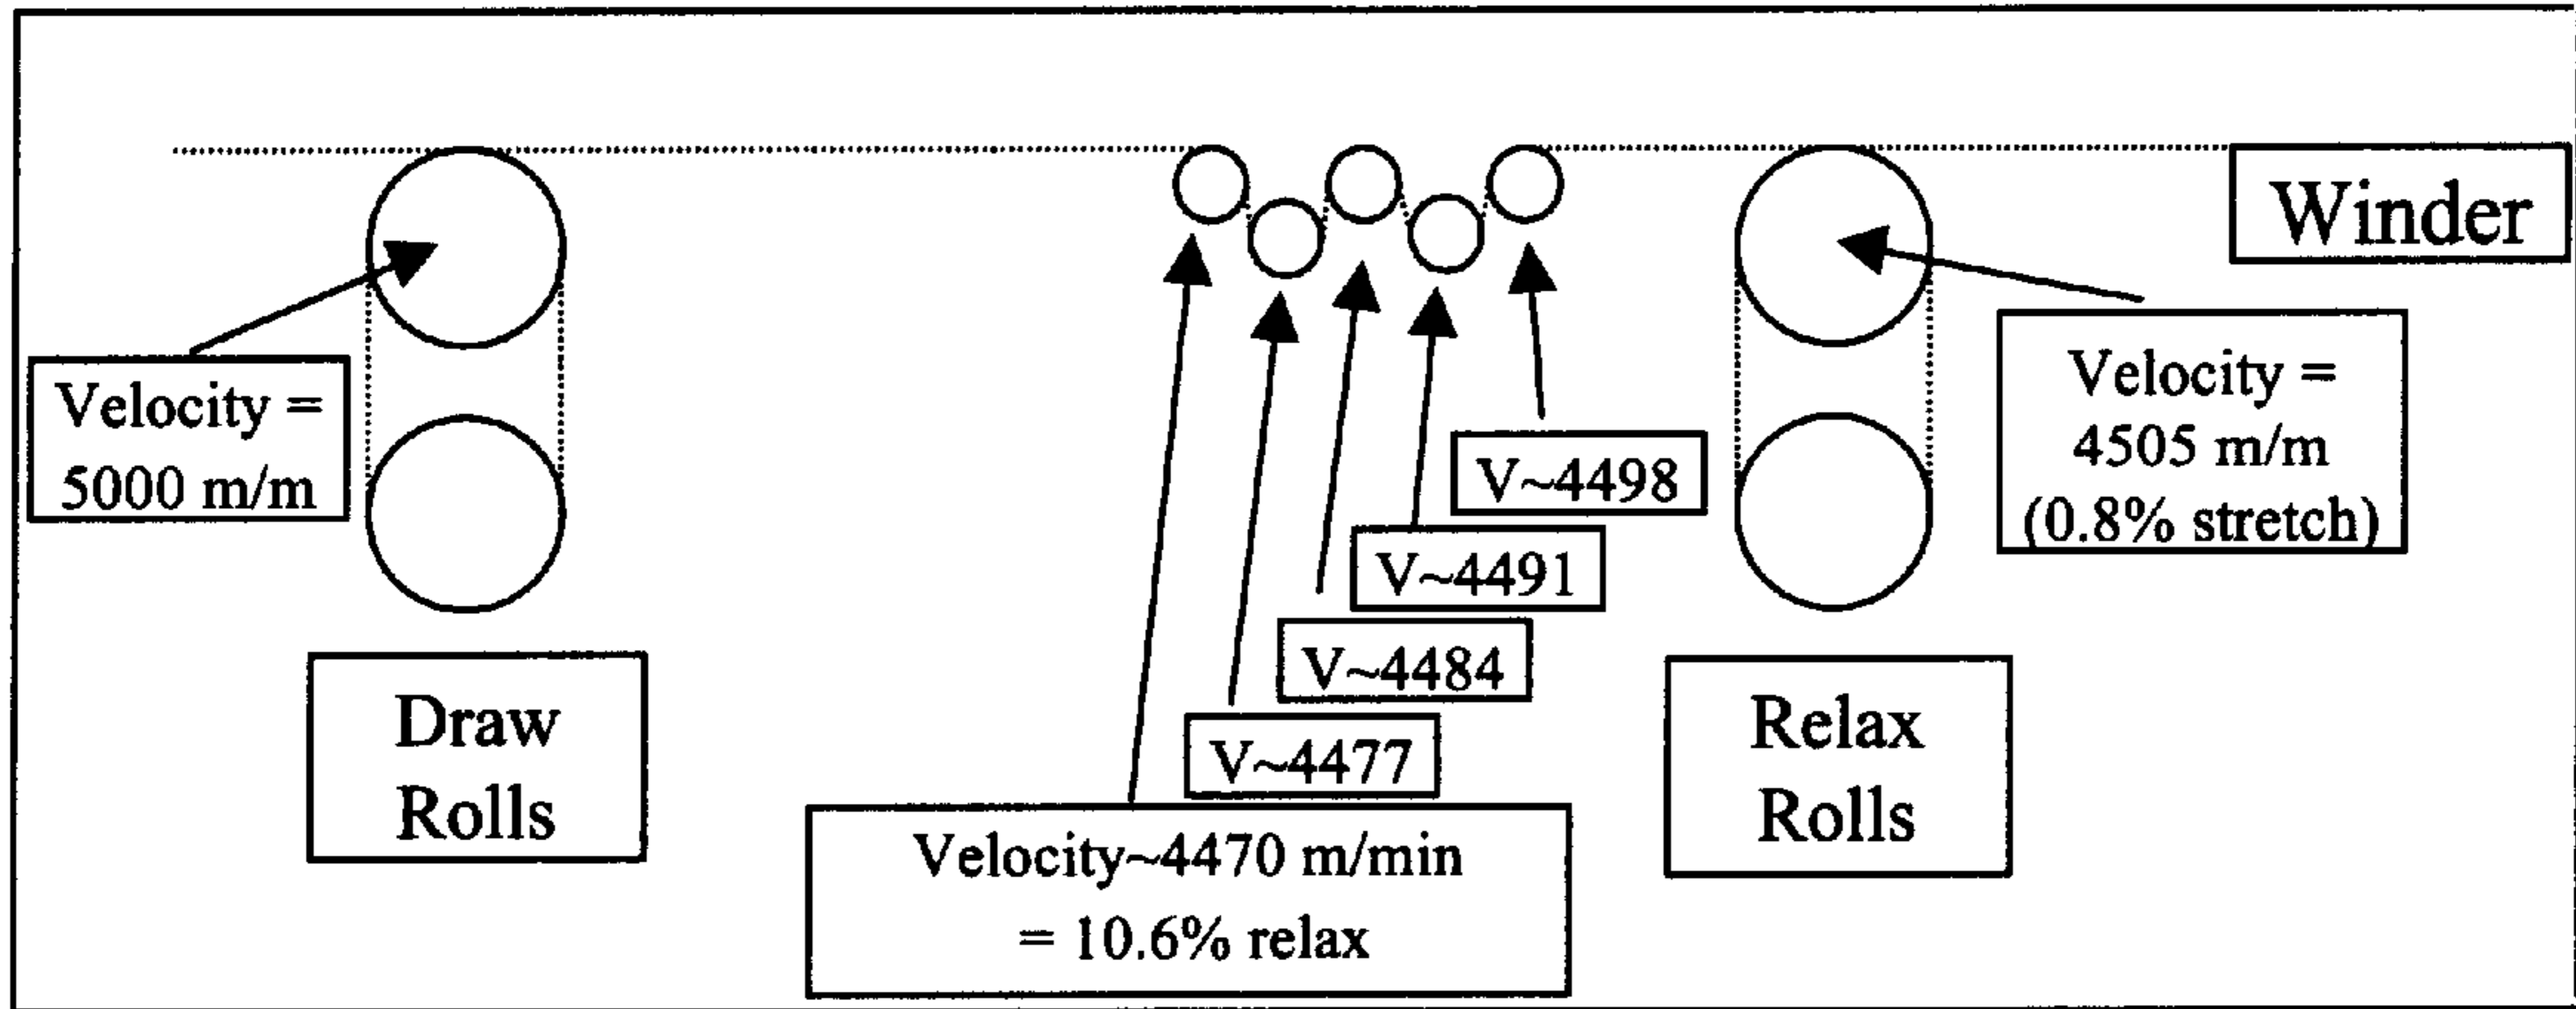 Winder
Velocity =
5000 m/m
Velocity =
4505 m/m
(0.8% stretch)
V~4498
V~4491
V~4484
V~4477
Velocity~4470 m/min
= 10.6% relax
Draw
Rolls
Relax
Rolls